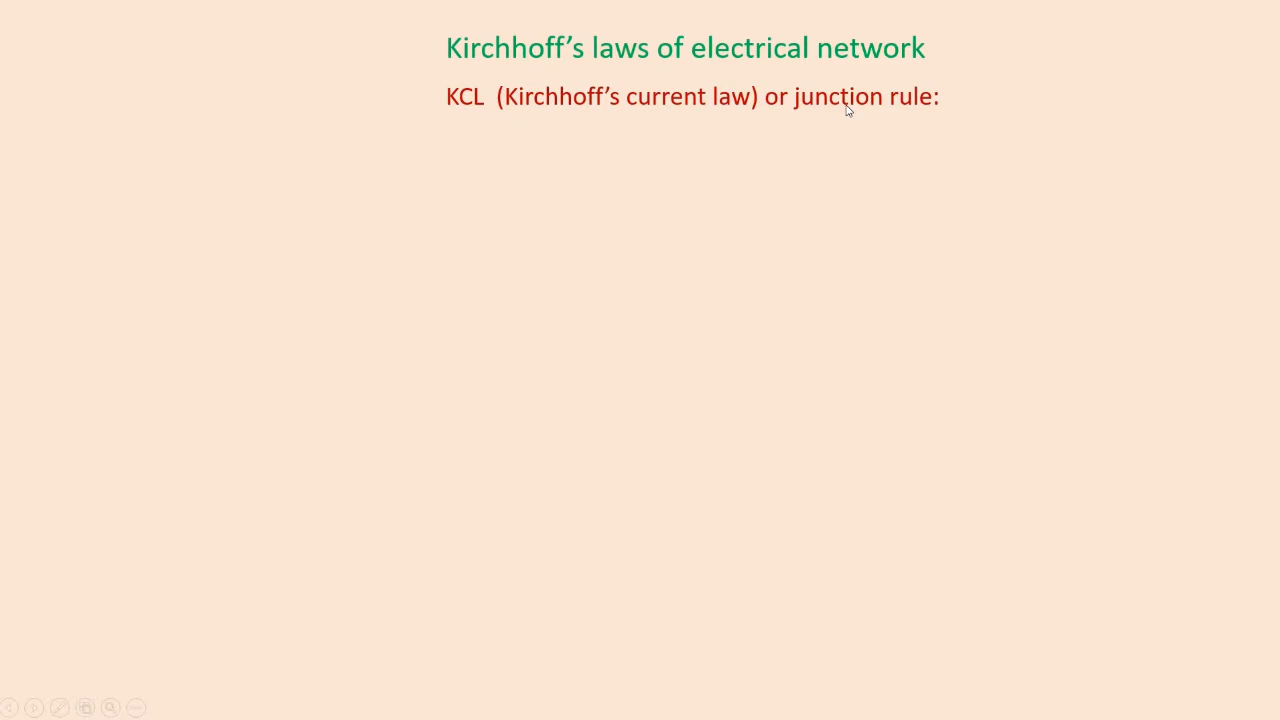 Kirchhoff’s laws of electrical network
KCL  (Kirchhoff’s current law) or junction rule: